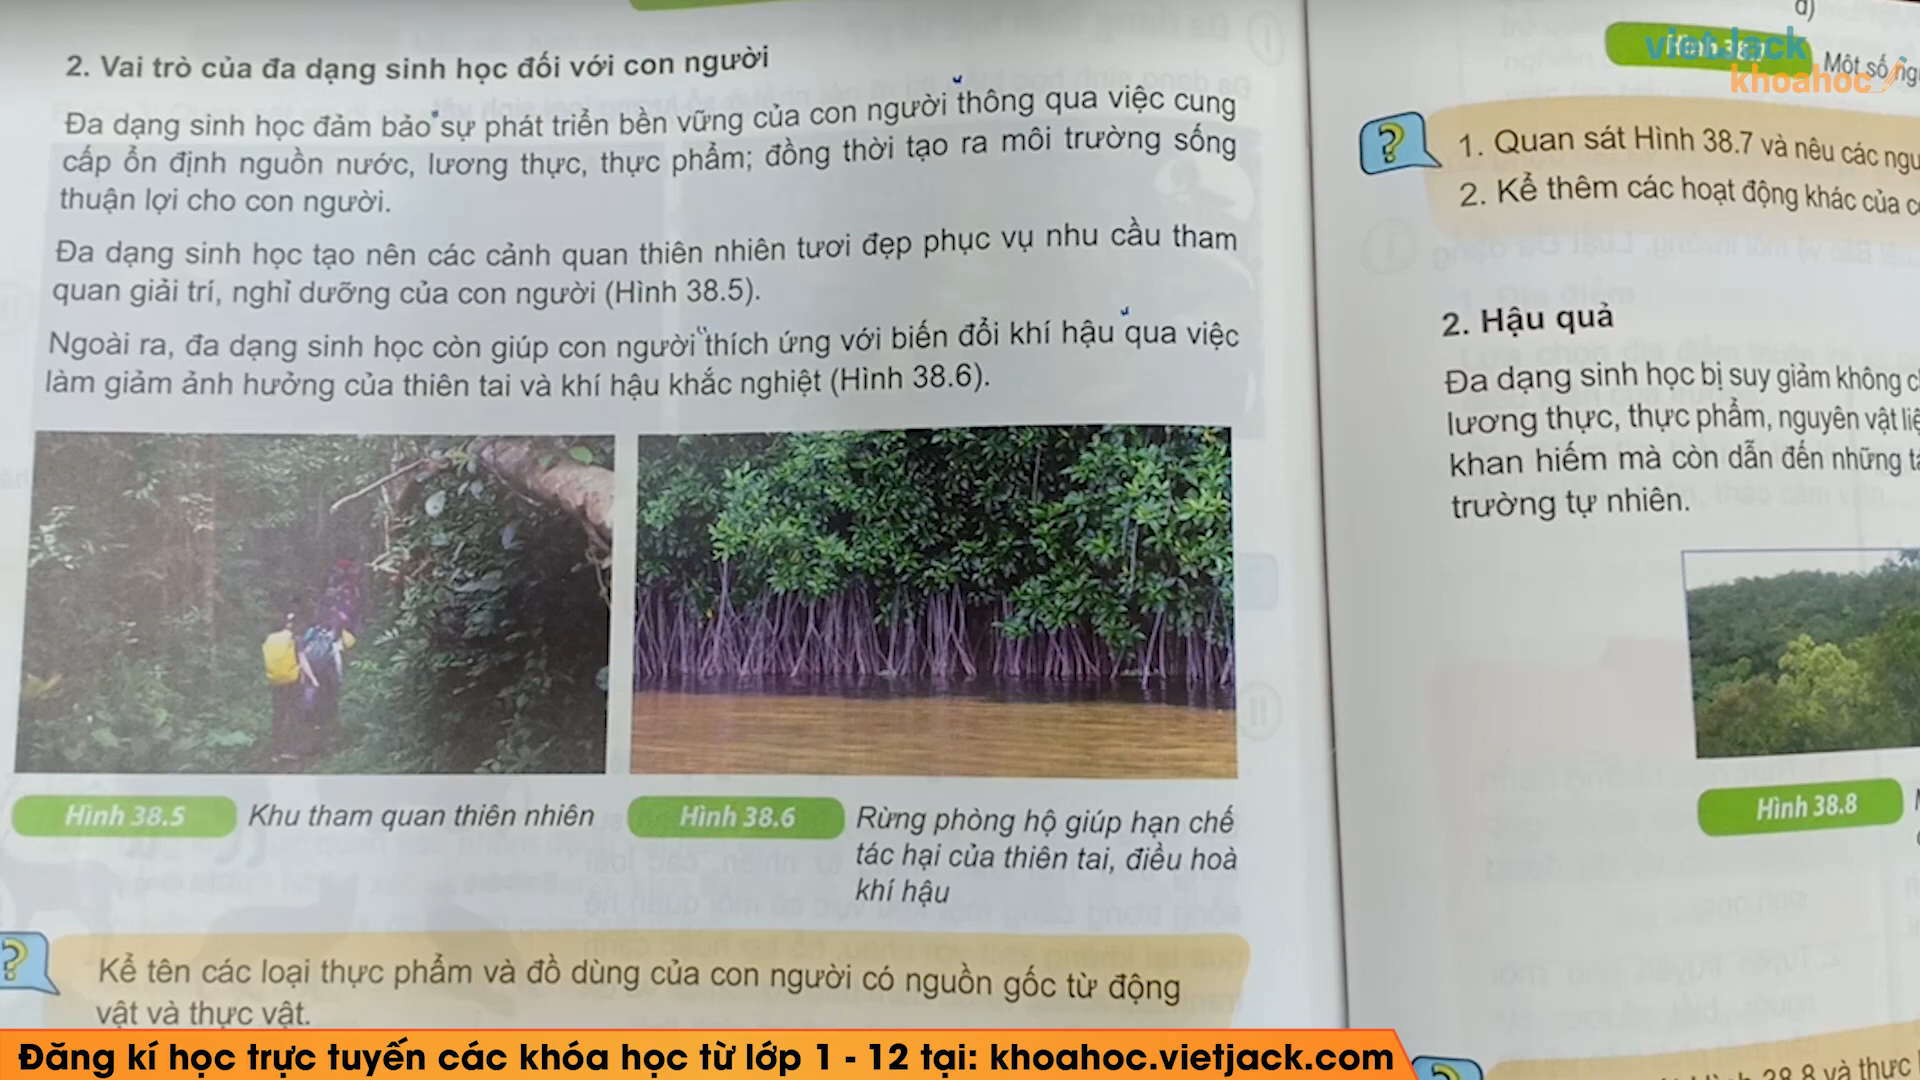 2. Vai trò của đa dạng sinh học đối với con người
Đa dạng sinh học đảm bảo sự phát triển bền vững của con người thông qua việc cung
cấp ổn định nguồn nước, lương thực, thực phẩm; đồng thời tạo ra môi trường sống
thuận lợi cho con người.
Đa dạng sinh học tạo nên các cảnh quan thiên nhiên tươi đẹp phục vụ nhu cầu tham
quan giải trí, nghỉ dưỡng của con người (Hình 38.5).
Ngoài ra, đa dạng sinh học còn giúp con người thích ứng với biến đổi khí hậu qua việc
làm giảm ảnh hưởng của thiên tai và khí hậu khắc nghiệt (Hình 38.6).
Hình 38.5 Khu tham quan thiên nhiên
Hình 38.6 Rừng phòng hộ giúp hạn chế
tác hại của thiên tai, điều hoà
khí hậu
Kể tên các loại thực phẩm và đồ dùng của con người có nguồn gốc từ động
vật và thực vật.
Một số
vietJack
khoahoc
1. Quan sát Hình 38.7 và nêu các
2. Kể thêm các hoạt động khác của
2. Hậu quả
Đa dạng sinh học bị suy giảm không
lương thực, thực phẩm, nguyên vật
khan hiếm mà còn dẫn đến những
trường tự nhiên.
Hình 38.8
38.8 và thực
Đăng kí học trực tuyến các khóa học từ lớp 1 - 12 tại: khoahoc.vietjack.com